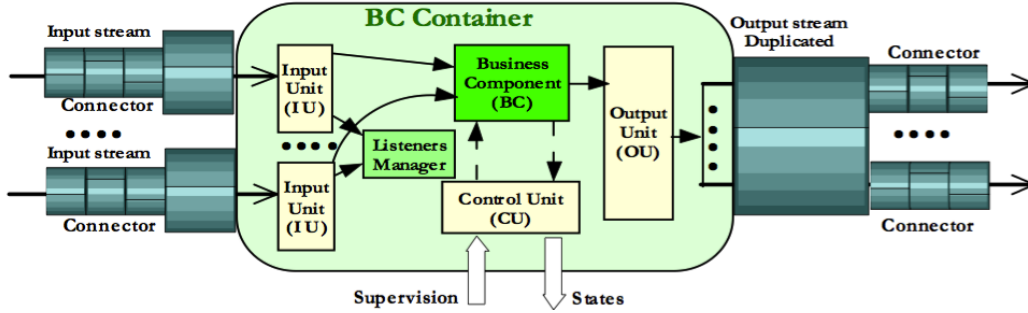 BC Container
Input stream
Connector
Input stream
Connector
Input
Unit
(IU)
Input
Unit
(IU)
Listeners
Manager
Business
Component
(BC)
Control Unit
(CU)
Output
Unit
(OU)
Output stream
Duplicated
Connector
Connector
Supervision
States